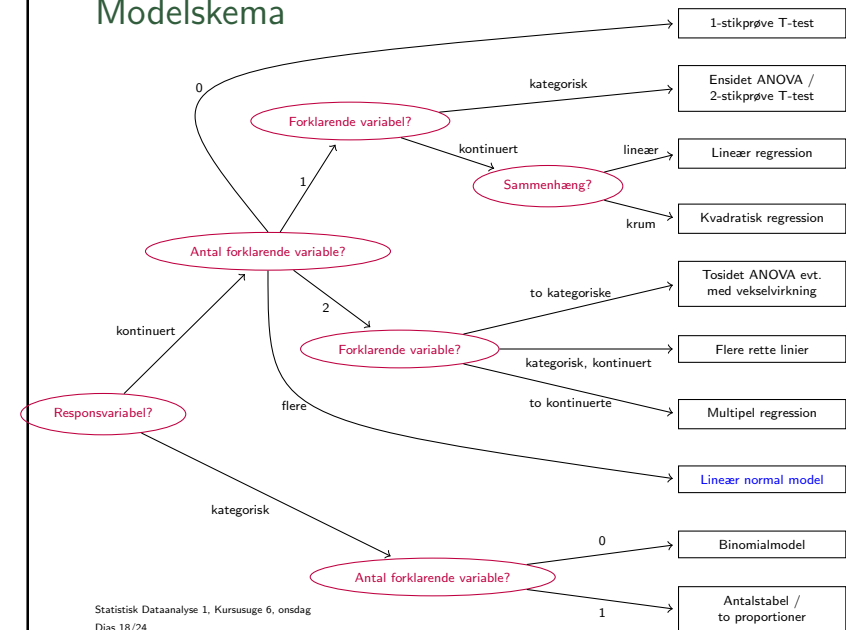 Modelskema
1-stikprøve T-test
0
kategorisk
Ensidet ANOVA /
2-stikprøve T-test
Forklarende variabel?
kontinuert
lineær
Lineær regression
1
Sammenhæng?
krum
Kvadratisk regression
Antal forklarende variable?
to kategoriske
Tosidet ANOVA evt.
med vekselvirkning
2
kontinuert
Forklarende variable?
kategorisk, kontinuert
Flere rette linier
to kontinuerte
Multipel regression
flere
Responsvariabel?
Lineær normal model
kategorisk
0
Binomialmodel
Antal forklarende variable?
1
Antalstabel /
to proportioner
Statistisk Dataanalyse 1, Kursusuge 6, onsdag
Dias 18/24